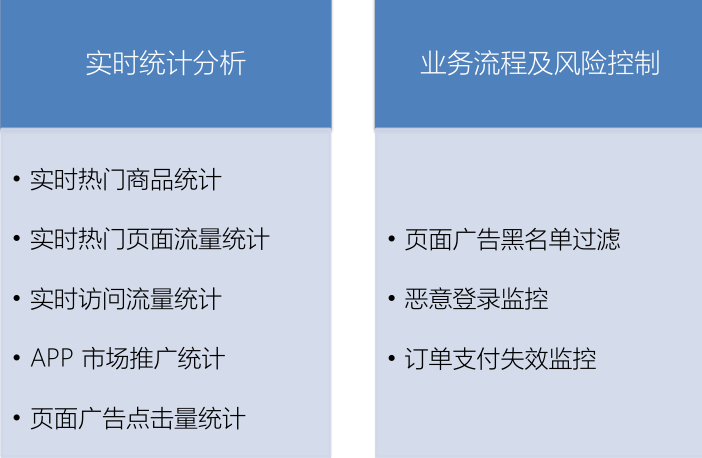 实时统计分析
• 实时热门商品统计
• 实时热门页面流量统计
• 实时访问流量统计
• APP 市场推广统计
• 页面广告点击量统计
业务流程及风险控制
• 页面广告黑名单过滤
• 恶意登录监控
• 订单支付失效监控